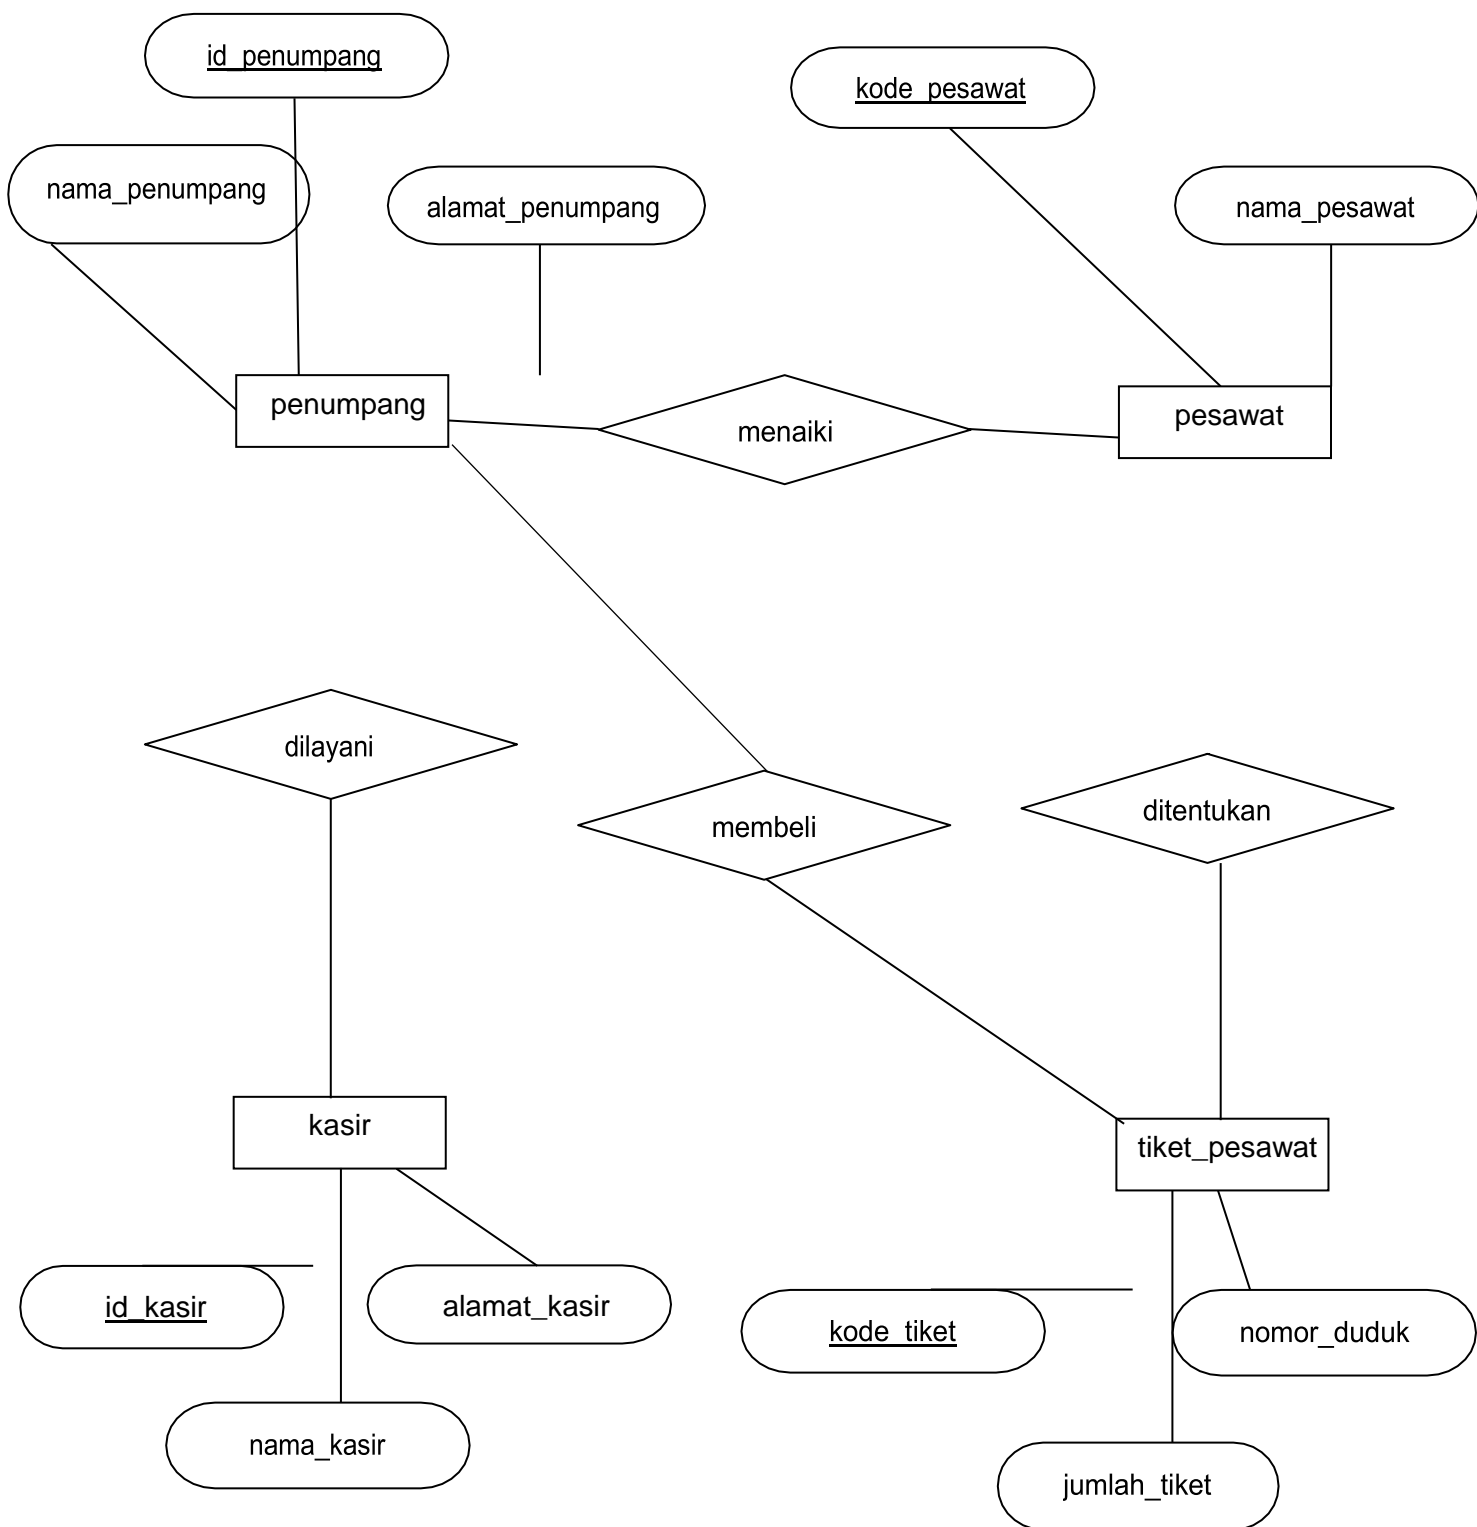 id_penumpang
kode_pesawat
nama_penumpang
alamat_penumpang
nama_pesawat
penumpang
menaiki
pesawat
dilayani
membeli
ditentukan
kasir
tiket_pesawat
id_kasir
alamat_kasir
kode_tiket
nomor_duduk
nama_kasir
jumlah_tiket